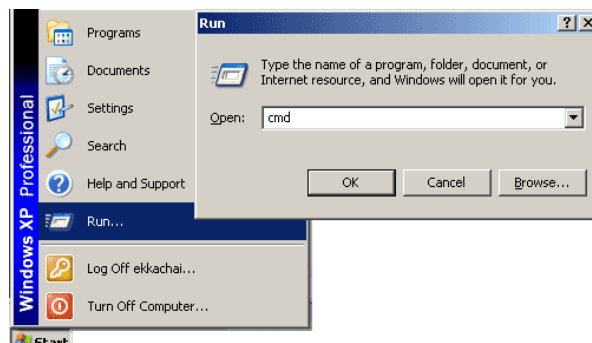 Windows XP Professional
Programs
Documents
Settings
Search
Help and Support
Run...
Log Off ekkachai...
Turn Off Computer...
Start
Run
Type the name of a program, folder, document, or
Internet resource, and Windows will open it for you.
Open: cmd
OK Cancel Browse...